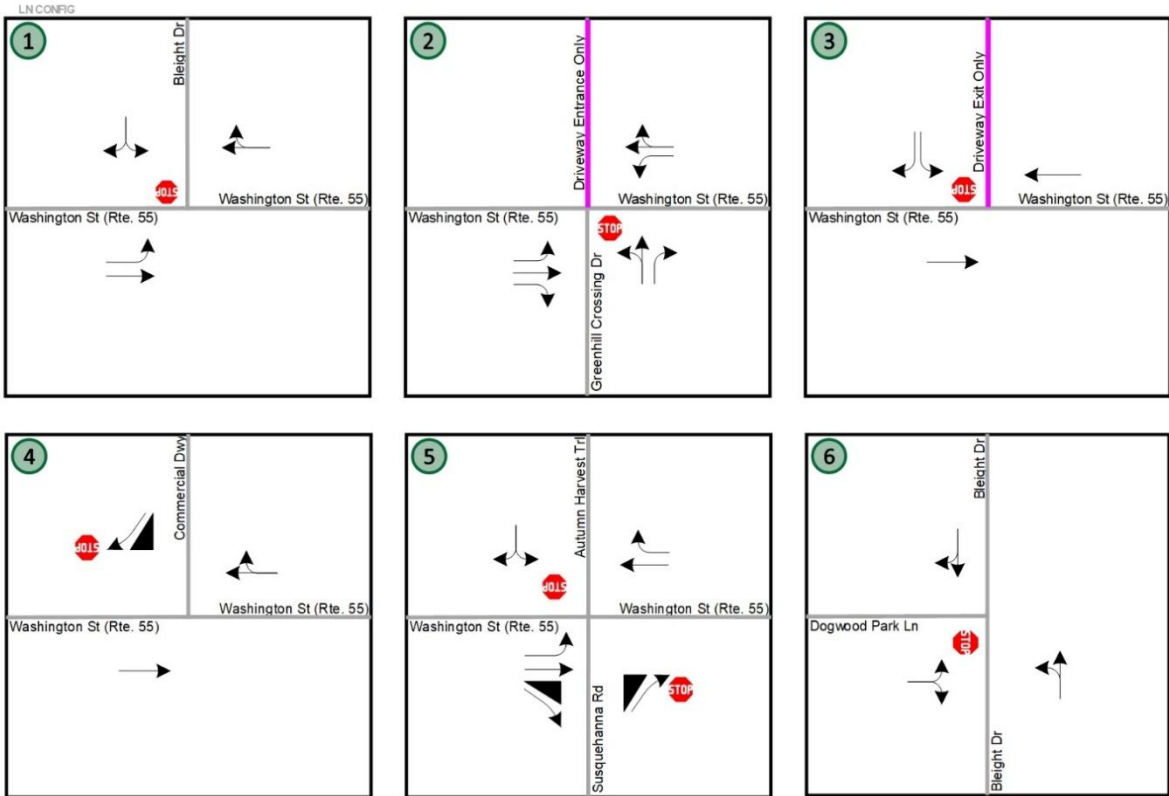 LN CONFIG
1
Bleight Dr
STOP
Washington St (Rte. 55)
Washington St (Rte. 55)
2
Driveway Entrance Only
Washington St (Rte. 55)
Washington St (Rte. 55)
STOP
Greenhill Crossing Dr
3
Driveway Exit Only
STOP
Washington St (Rte. 55)
Washington St (Rte. 55)
4
Commercial Dwy
STOP
Washington St (Rte. 55)
Washington St (Rte. 55)
5
Autumn Harvest Trl
STOP
Washington St (Rte. 55)
Washington St (Rte. 55)
Susquehanna Rd
STOP
6
Bleight Dr
Dogwood Park Ln
STOP
Bleight Dr